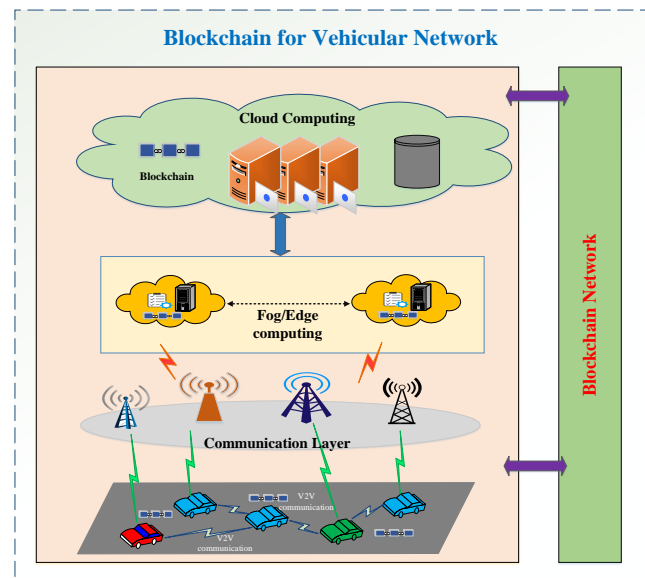 Blockchain for Vehicular Network
Cloud Computing
Blockchain
Fog/Edge
computing
Communication Layer
V2V
communication
V2V
communication
Blockchain Network